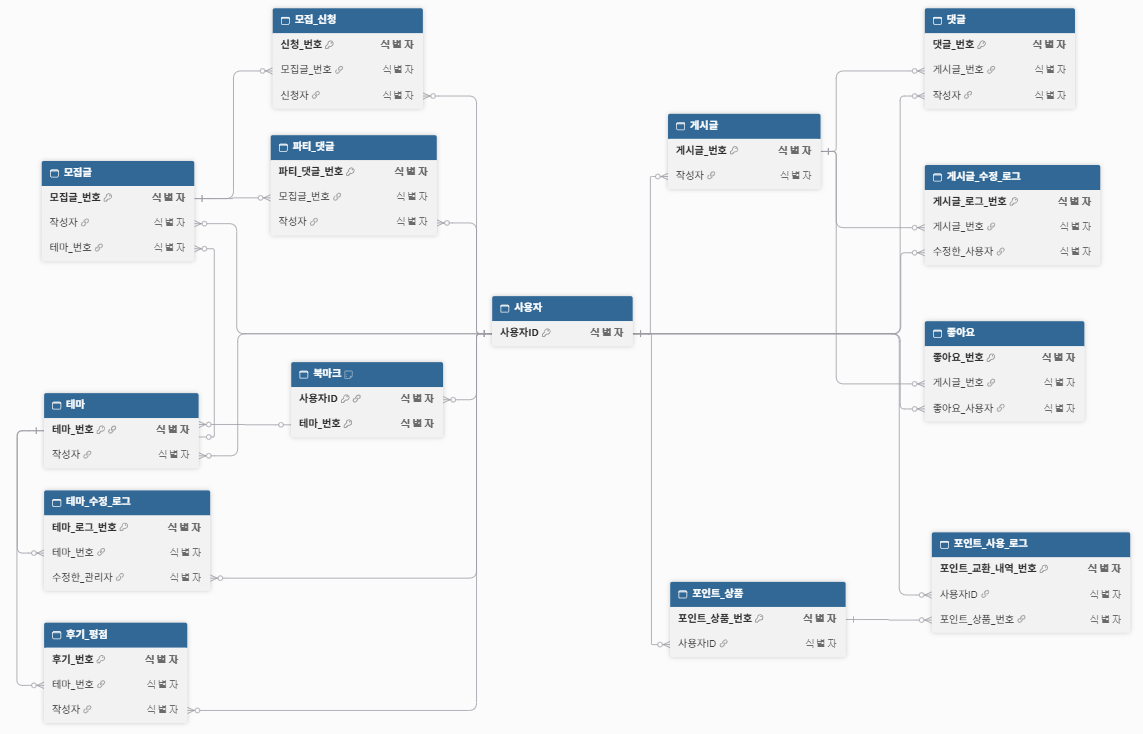 모집_신청
신청_번호 식별자
모집글_번호 식별자
신청자 식별자
파티_댓글
파티_댓글_번호 식별자
모집글_번호 식별자
작성자 식별자
모집글
모집글_번호 식별자
작성자 식별자
테마_번호 식별자
사용자
사용자ID 식별자
북마크
사용자ID 식별자
테마_번호 식별자
테마
테마_번호 식별자
작성자 식별자
테마_수정_로그
테마_로그_번호 식별자
테마_번호 식별자
수정한_관리자 식별자
후기_평점
후기_번호 식별자
테마_번호 식별자
작성자 식별자
게시글
게시글_번호 식별자
작성자 식별자
댓글
댓글_번호 식별자
게시글_번호 식별자
작성자 식별자
게시글_수정_로그
게시글_로그_번호 식별자
게시글_번호 식별자
수정한_사용자 식별자
좋아요
좋아요_번호 식별자
게시글_번호 식별자
좋아요_사용자 식별자
포인트_상품
포인트_상품_번호 식별자
사용자ID 식별자
포인트_사용_로그
포인트_교환_내역_번호 식별자
사용자ID 식별자
포인트_상품_번호 식별자